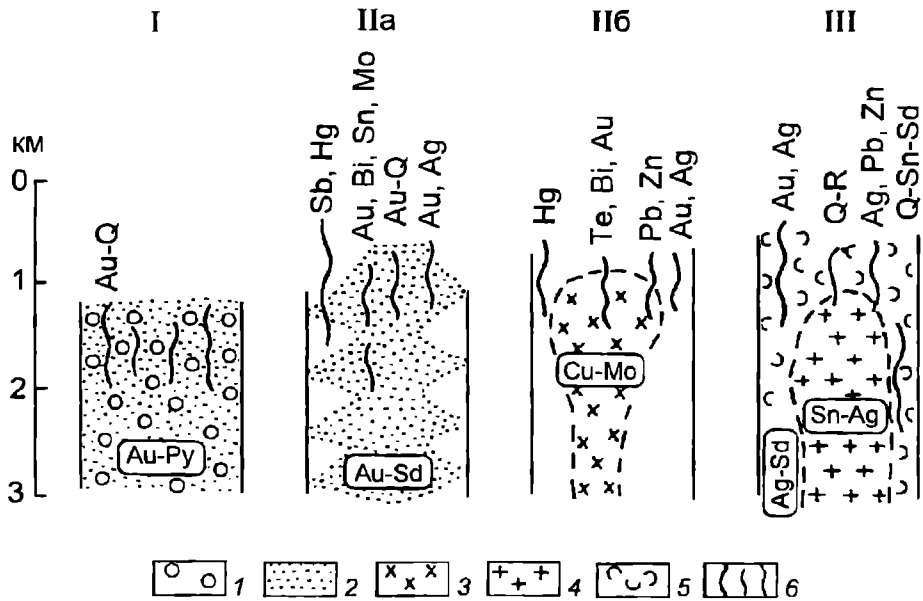 I
IIа
IIб
III
км
0
1
2
3
Au-Q
Sb, Hg
Au, Bi, Sn, Mo
Au-Q
Au, Ag
Hg
Te, Bi, Au
Pb, Zn
Au, Ag
Au, Ag
Q-R
Ag, Pb, Zn
Q-Sn-Sd
Au-Py
Au-Sd
Cu-Mo
Sn-Ag
Ag-Sd
1
2
3
4
5
6